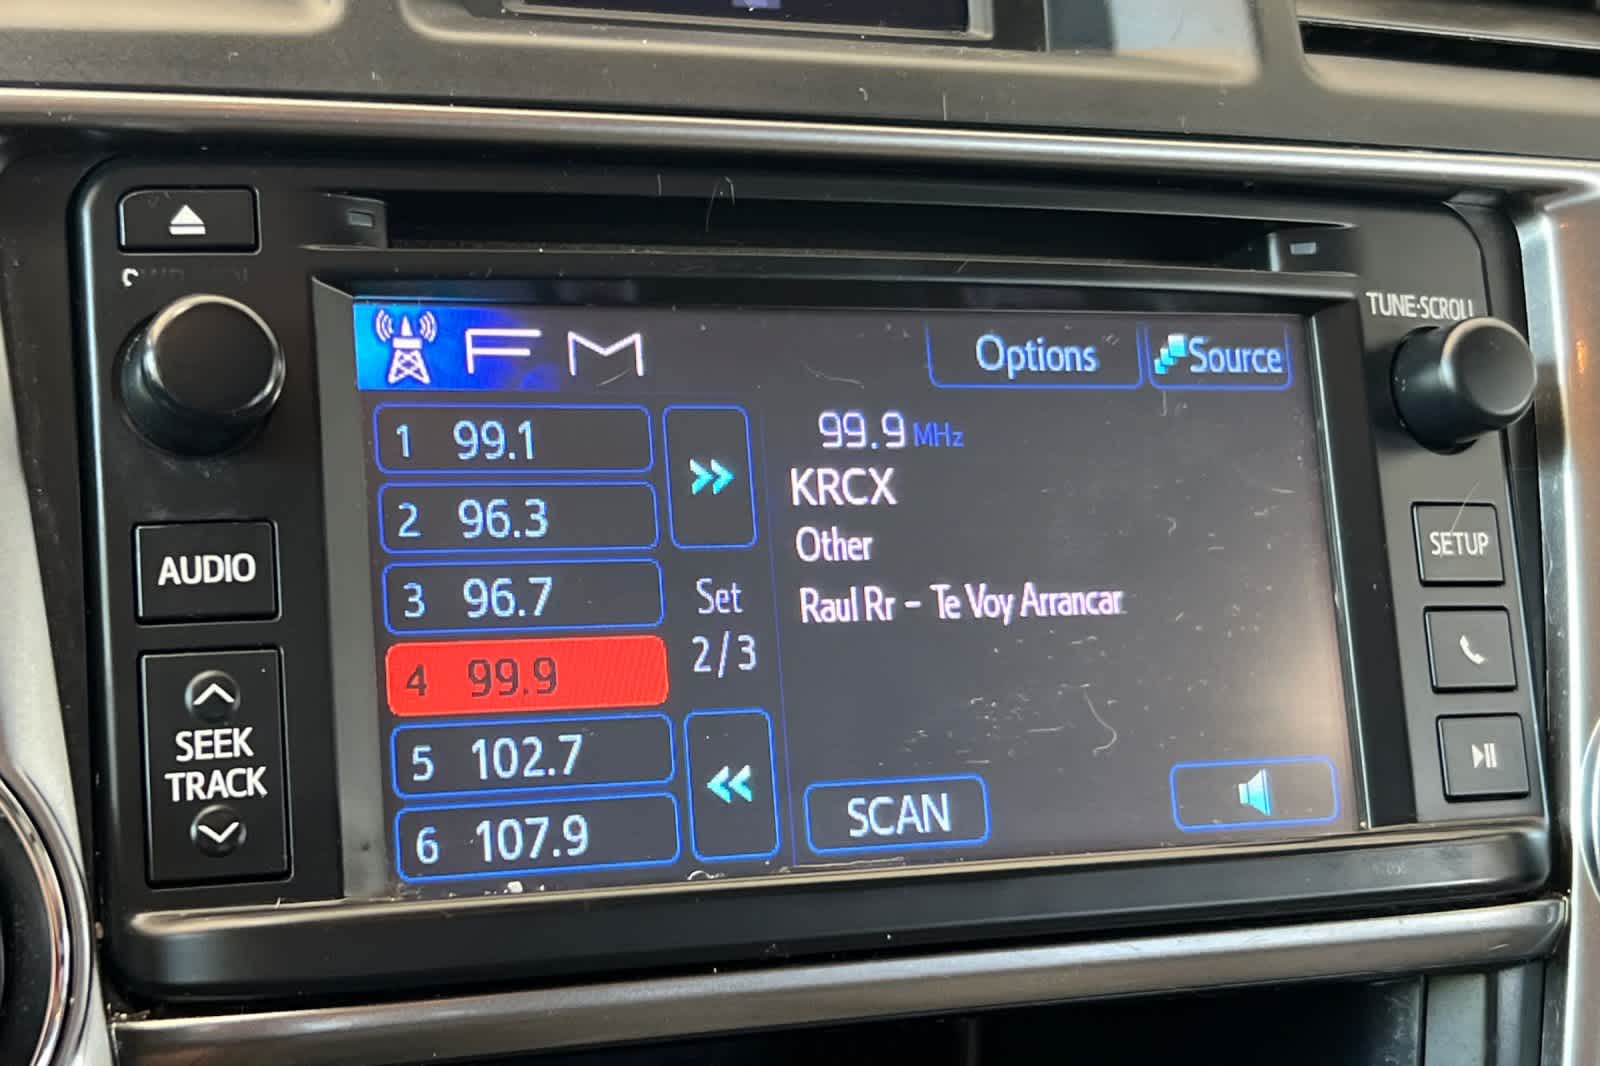 TUNE·SCROLL
FM
Options
Source
1 99.1
2 96.3
3 96.7
4 99.9
5 102.7
6 107.9
Set
2/3
99.9 MHz
KRCX
Other
Raul Rr - Te Voy Arrancar
SCAN
AUDIO
SEEK
TRACK
SETUP